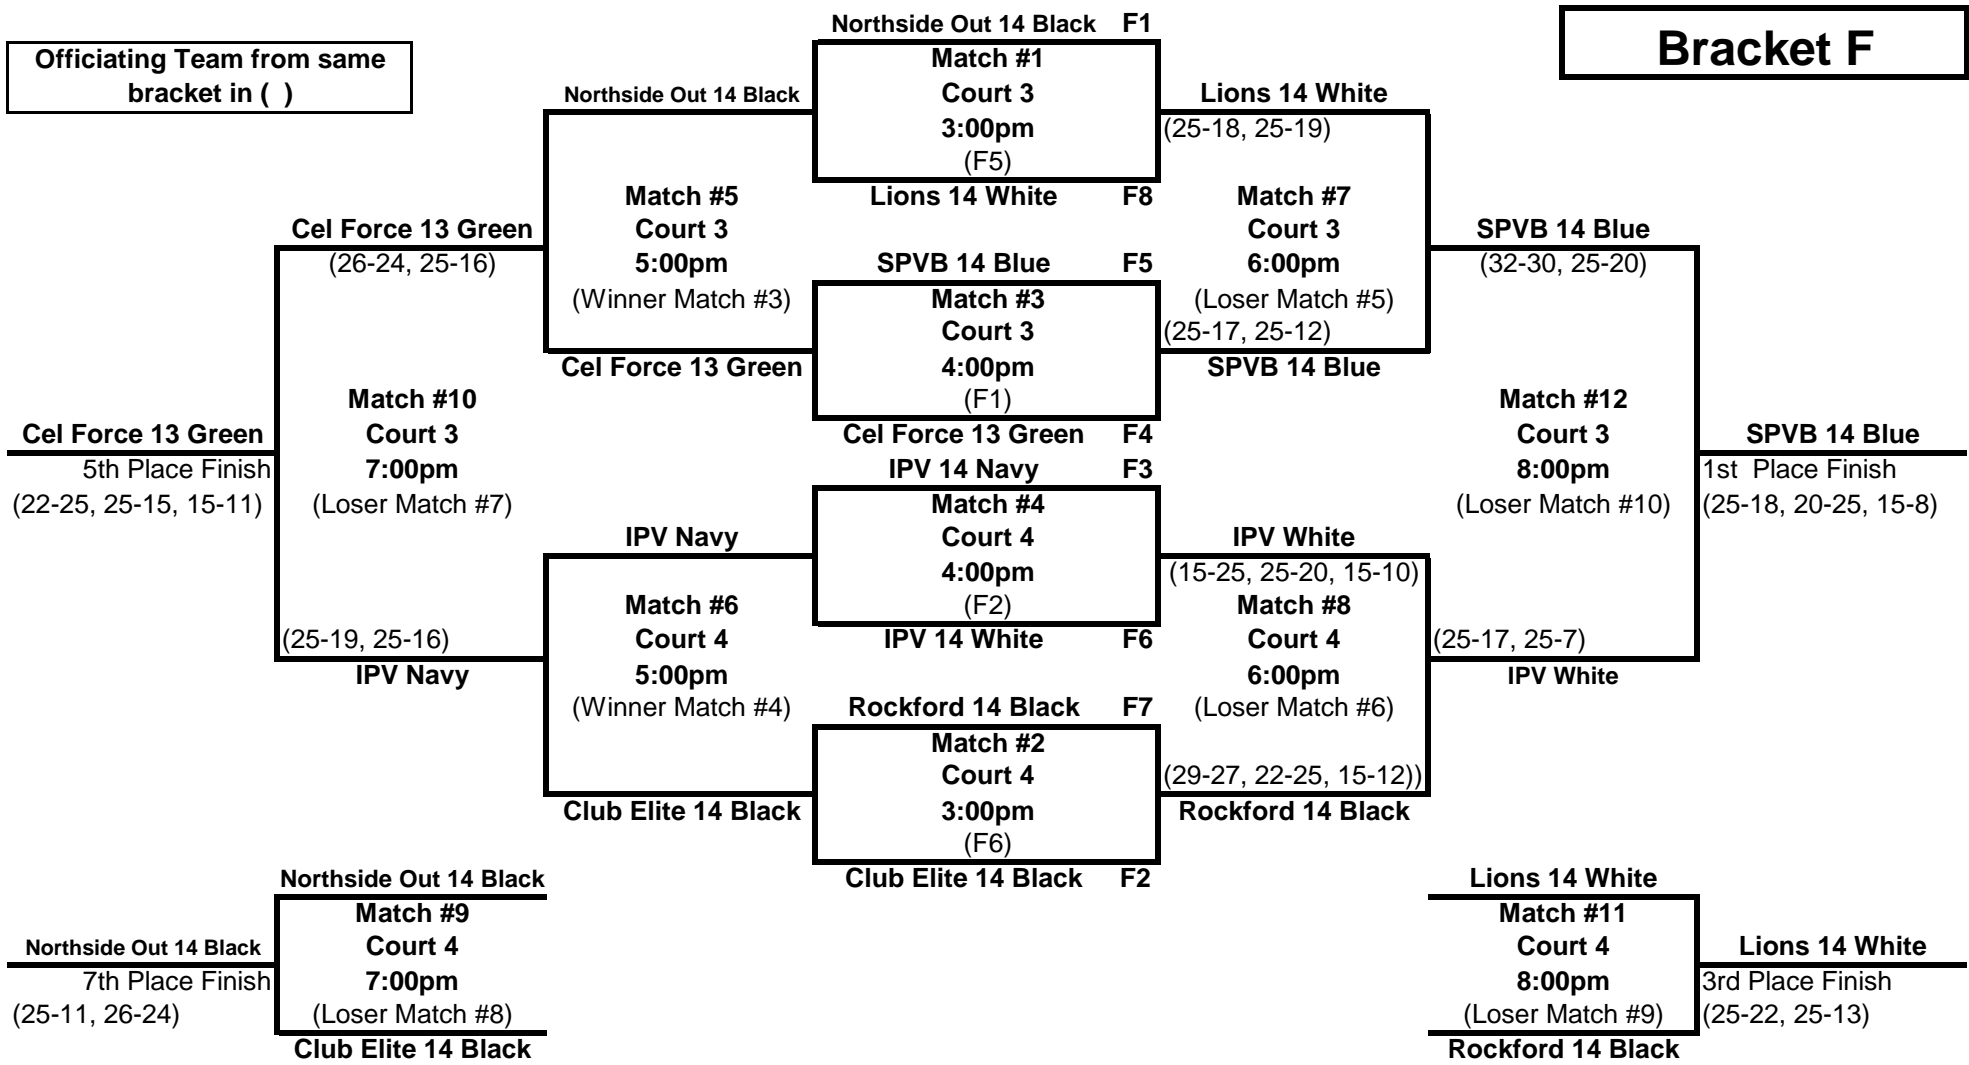 Northside Out 14 Black F1
Bracket F
Officiating Team from same
bracket in ( )
Match #1
Court 3
3:00pm
(F5)
Lions 14 White F8
Northside Out 14 Black
Lions 14 White
(25-18, 25-19)
Match #5
Court 3
5:00pm
(Winner Match #3)
Match #7
Court 3
6:00pm
(Loser Match #5)
Cel Force 13 Green
(26-24, 25-16)
SPVB 14 Blue
(32-30, 25-20)
SPVB 14 Blue F5
Match #3
Court 3
4:00pm
(F1)
Cel Force 13 Green F4
Cel Force 13 Green
(25-17, 25-12)
SPVB 14 Blue
Match #10
Court 3
7:00pm
(Loser Match #7)
Match #12
Court 3
8:00pm
(Loser Match #10)
Cel Force 13 Green
5th Place Finish
(22-25, 25-15, 15-11)
SPVB 14 Blue
1st Place Finish
(25-18, 20-25, 15-8)
IPV 14 Navy F3
Match #4
Court 4
4:00pm
(F2)
IPV 14 White F6
IPV Navy
IPV White
(15-25, 25-20, 15-10)
Match #6
Court 4
5:00pm
(Winner Match #4)
Match #8
Court 4
6:00pm
(Loser Match #6)
(25-19, 25-16)
IPV Navy
(25-17, 25-7)
IPV White
Rockford 14 Black F7
Match #2
Court 4
3:00pm
(F6)
Club Elite 14 Black F2
Club Elite 14 Black
(29-27, 22-25, 15-12))
Rockford 14 Black
Northside Out 14 Black
Match #9
Court 4
7:00pm
(Loser Match #8)
Club Elite 14 Black
Northside Out 14 Black
7th Place Finish
(25-11, 26-24)
Lions 14 White
Match #11
Court 4
8:00pm
(Loser Match #9)
Rockford 14 Black
Lions 14 White
3rd Place Finish
(25-22, 25-13)